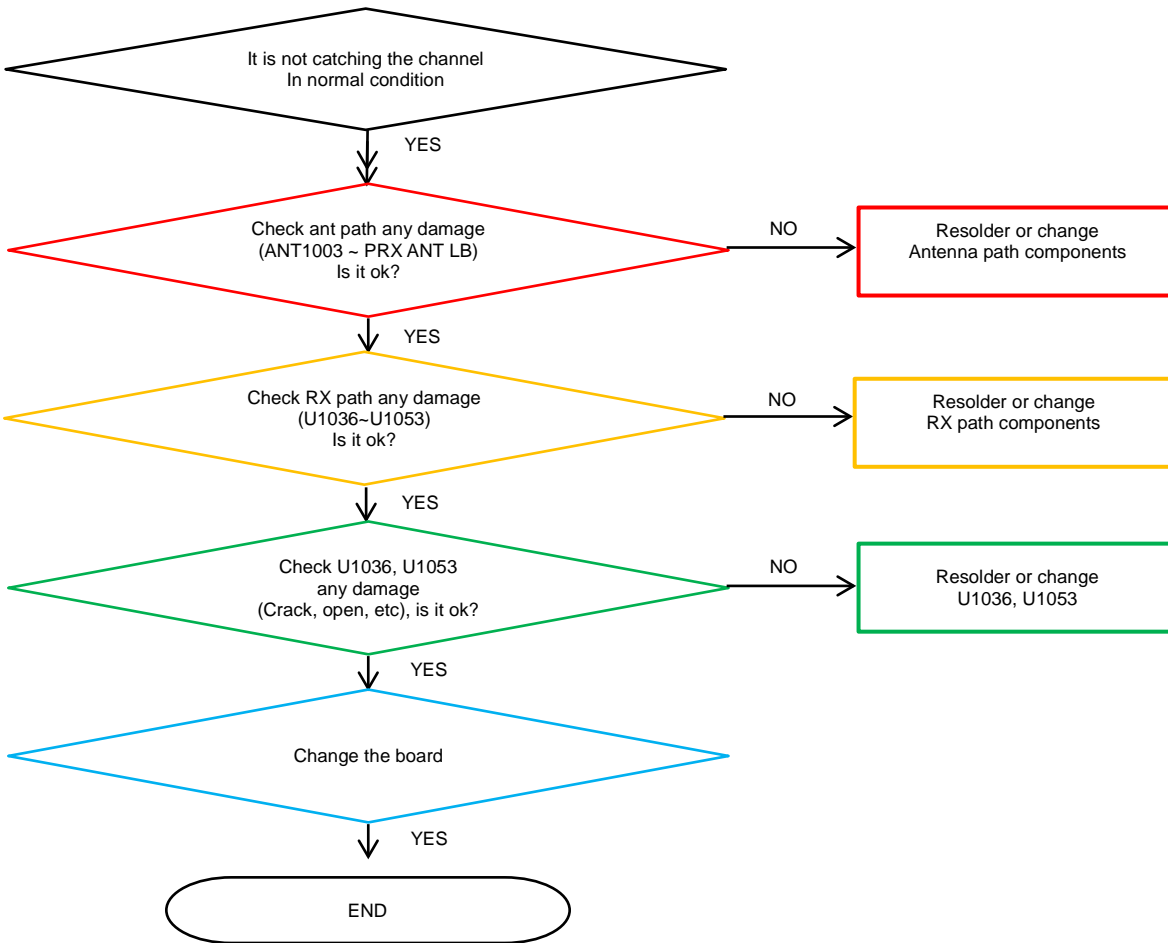 It is not catching the channel
In normal condition
YES
Check ant path any damage
(ANT1003 ~ PRX ANT LB)
Is it ok?
NO
Resolder or change
Antenna path components
YES
Check RX path any damage
(U1036~U1053)
Is it ok?
NO
Resolder or change
RX path components
YES
Check U1036, U1053
any damage
(Crack, open, etc), is it ok?
NO
Resolder or change
U1036, U1053
YES
Change the board
YES
END